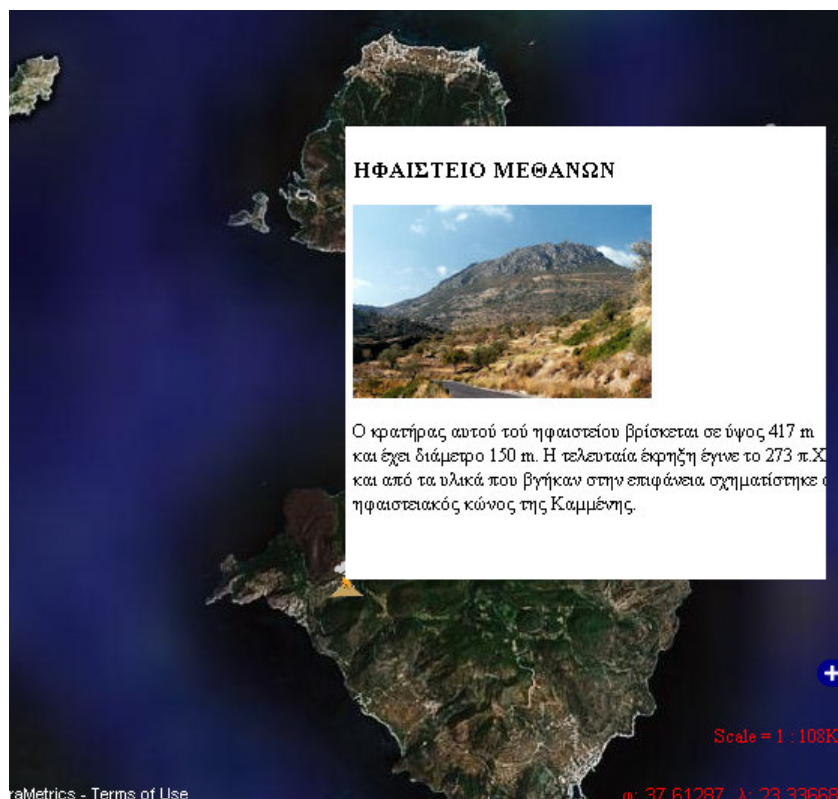 ΗΦΑΙΣΤΕΙΟ ΜΕΘΑΝΩΝ
Ο κρατήρας αυτού τού ηφαιστείου βρίσκεται σε ύψος 417 m
και έχει διάμετρο 150 m. Η τελευταία έκρηξη έγινε το 273 π.Χ
και από τα υλικά που βγήκαν στην επιφάνεια σχηματίστηκε ο
ηφαιστειακός κώνος της Καμμένης.
Scale = 1 : 108K
raMetrics - Terms of Use
φ: 37.61287, λ: 23.33668